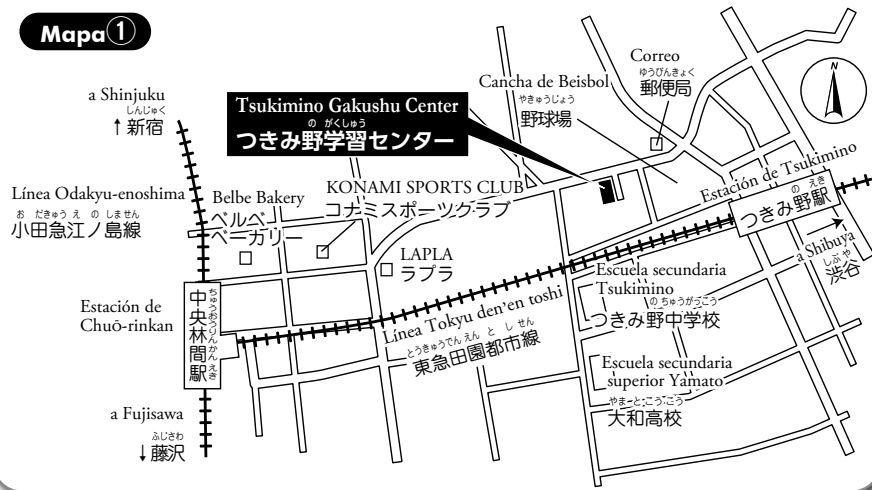 Mapa①
a Shinjuku
しんじゅく
↑新宿
Línea Odakyu-enoshima
お だきゅう え の しません
小田急江ノ島線
Belbe Bakery
ベルベ
ベーカリー
Tsukimino Gakushu Center
の がくしゅう
つきみ野学習センター
KONAMI SPORTS CLUB
コナミスポーツクラブ
LAPLA
ラプラ
Cancha de Beisbol
やきゅうじょう
野球場
Correo
ゆうびんきょく
郵便局
N
Estación de Tsukimino
の えき
つきみ野駅
a Shibuya
しぶや
渋谷
Estación de
Chuō-rinkan
ちゅうおうりんかん えき
中央林間駅
Línea Tokyu den'en toshi
とうきゅうでん えん と し せん
東急田園都市線
Escuela secundaria
Tsukimino
の ちゅうがっこう
つきみ野中学校
Escuela secundaria
superior Yamato
やま と こう こう
大和高校
a Fujisawa
ふじさわ
↓藤沢